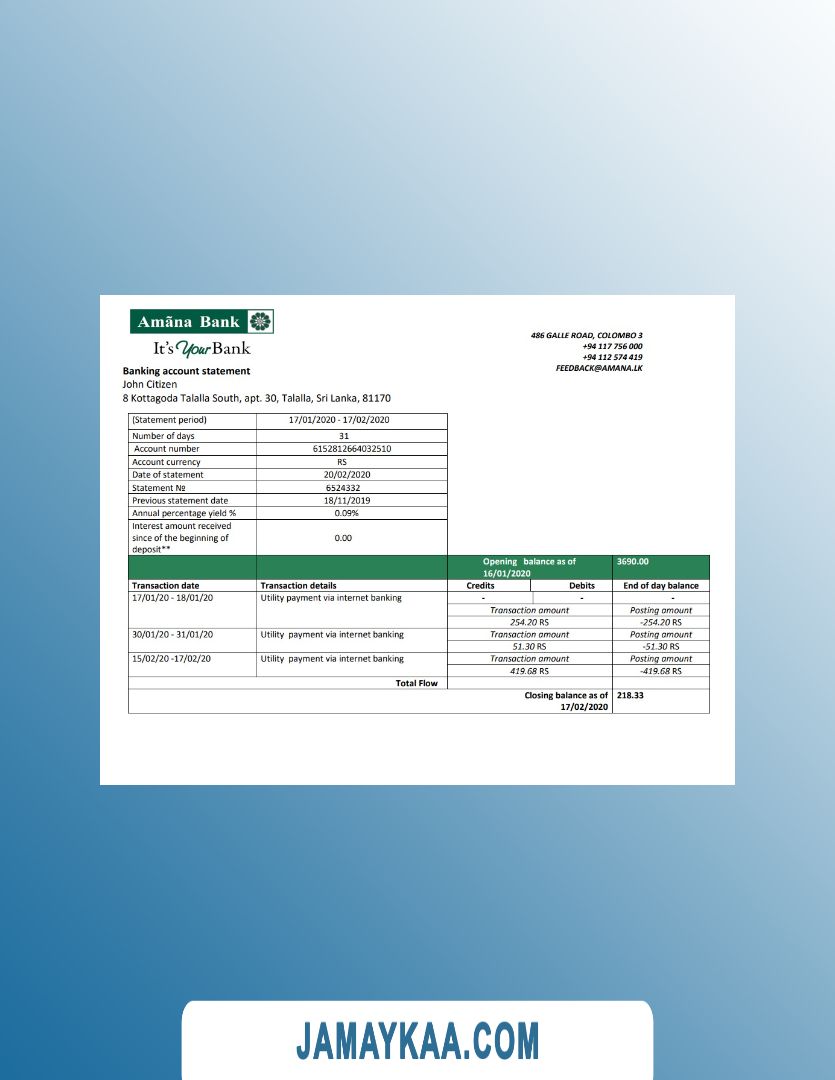 Amãna Bank
It's Your Bank
486 GALLE ROAD, COLOMBO 3
+94 117 756 000
+94 112 574 419
FEEDBACK@AMANA.LK
Banking account statement
John Citizen
8 Kottagoda Talalla South, apt. 30, Talalla, Sri Lanka, 81170
(Statement period) 17/01/2020 - 17/02/2020
Number of days 31
Account number 6152812664032510
Account currency RS
Date of statement 20/02/2020
Statement № 6524332
Previous statement date 18/11/2019
Annual percentage yield % 0.09%
Interest amount received
since of the beginning of 0.00
deposit**
Opening balance as of 3690.00
16/01/2020
Transaction date Transaction details Credits Debits End of day balance
17/01/20 - 18/01/20 Utility payment via internet banking - - -
Transaction amount Posting amount
254.20 RS -254.20 RS
30/01/20 - 31/01/20 Utility payment via internet banking Transaction amount Posting amount
51.30 RS -51.30 RS
15/02/20 -17/02/20 Utility payment via internet banking Transaction amount Posting amount
419.68 RS -419.68 RS
Total Flow
Closing balance as of 218.33
17/02/2020
JAMAYKAA.COM